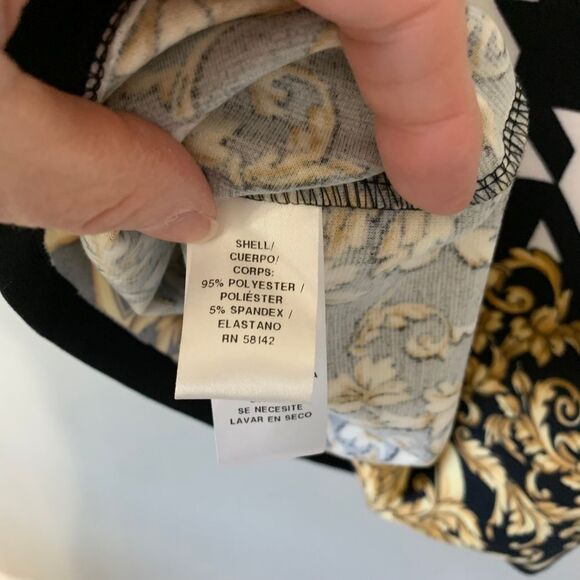 SHELL/
CUERPO/
CORPS:
95% POLYESTER /
POLIÉSTER
5% SPANDEX /
ELASTANO
RN 58142
SE NECESITE
LAVAR EN SECO